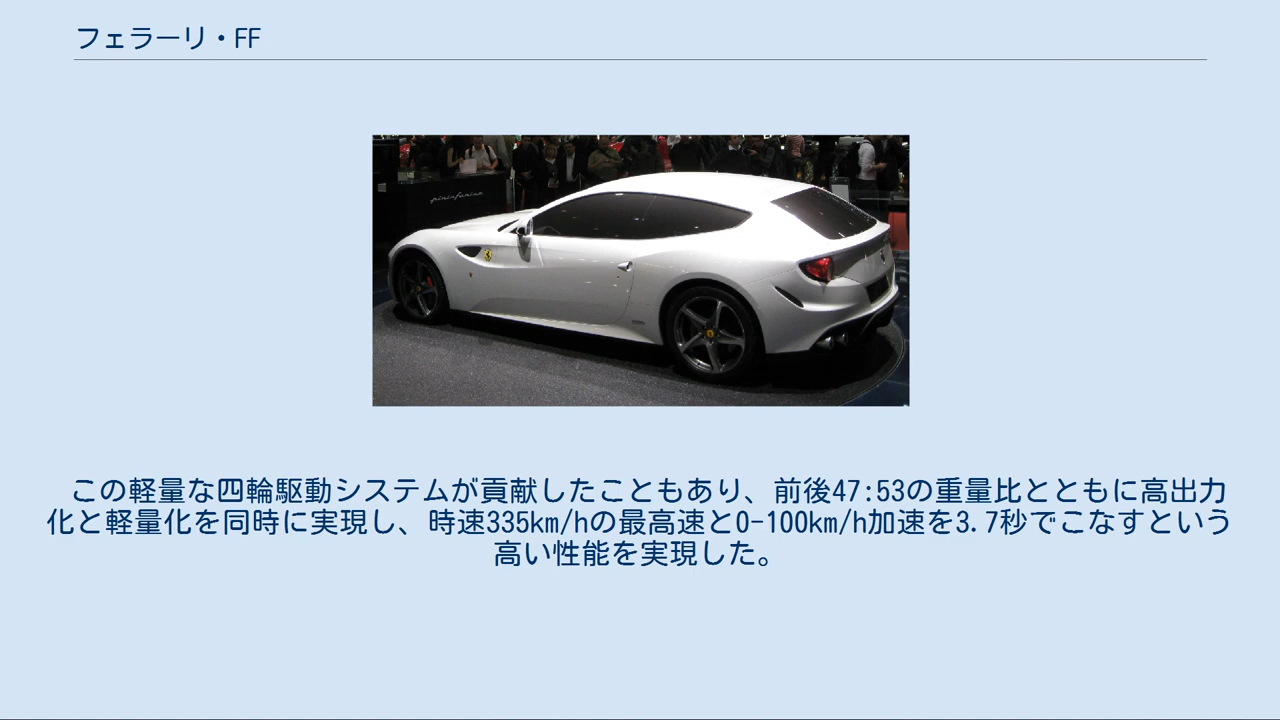 フェラーリ・FF
pininfarina
この軽量な四輪駆動システムが貢献したこともあり、前後47:53の重量比とともに高出力
化と軽量化を同時に実現し、時速335km/hの最高速と0-100km/h加速を3.7秒でこなすという
高い性能を実現した。